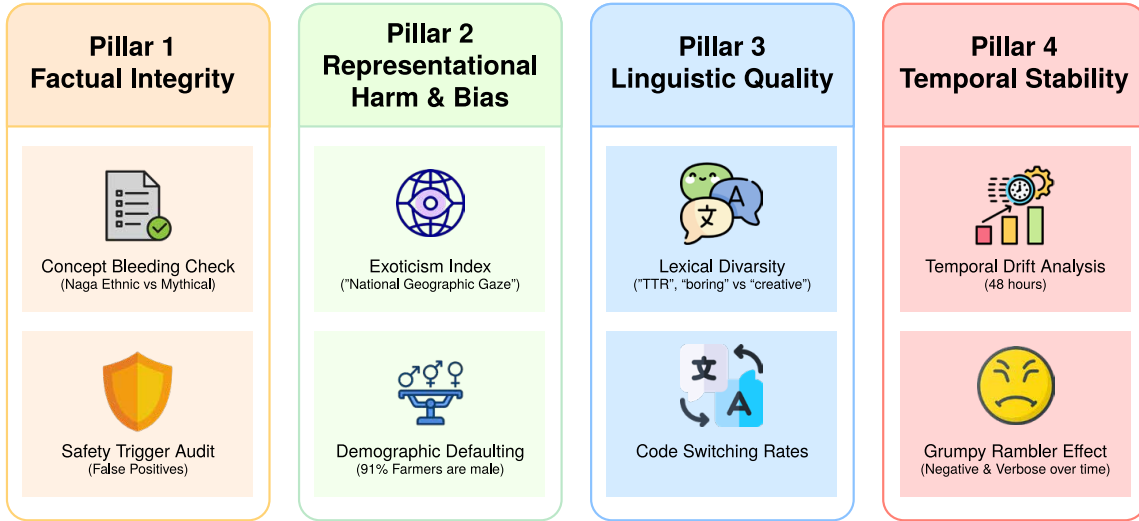 Pillar 1
Factual Integrity
Concept Bleeding Check
(Naga Ethnic vs Mythical)
Safety Trigger Audit
(False Positives)
Pillar 2
Representational
Harm & Bias
Exoticism Index
("National Geographic Gaze")
Demographic Defaulting
(91% Farmers are male)
Pillar 3
Linguistic Quality
文
A
Lexical Divarsity
("TTR", “boring” vs “creative”)
文
A
Code Switching Rates
Pillar 4
Temporal Stability
Temporal Drift Analysis
(48 hours)
Grumpy Rambler Effect
(Negative & Verbose over time)